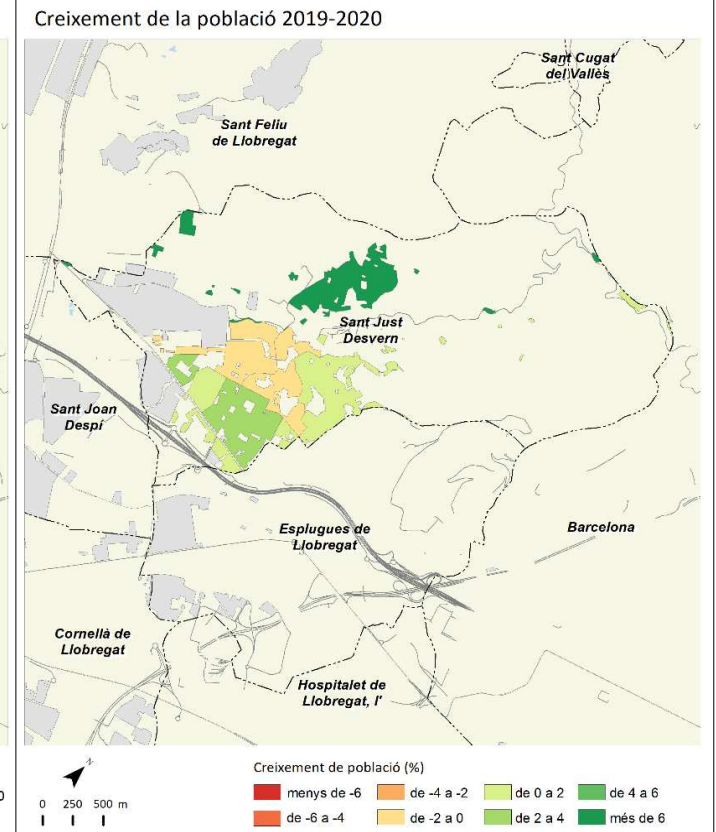 Creixement de la població 2019-2020
Sant Cugat
del Vallès
Sant Feliu
de Llobregat
Sant Just
Desvern
Sant Joan
Despí
Esplugues de
Llobregat
Barcelona
Cornellà de
Llobregat
Hospitalet de
Llobregat, l'
N
0 250 500 m
0
Creixement de població (%)
menys de -6
de -4 a -2
de 0 a 2
de 4 a 6
de -6 a -4
de -2 a 0
de 2 a 4
més de 6